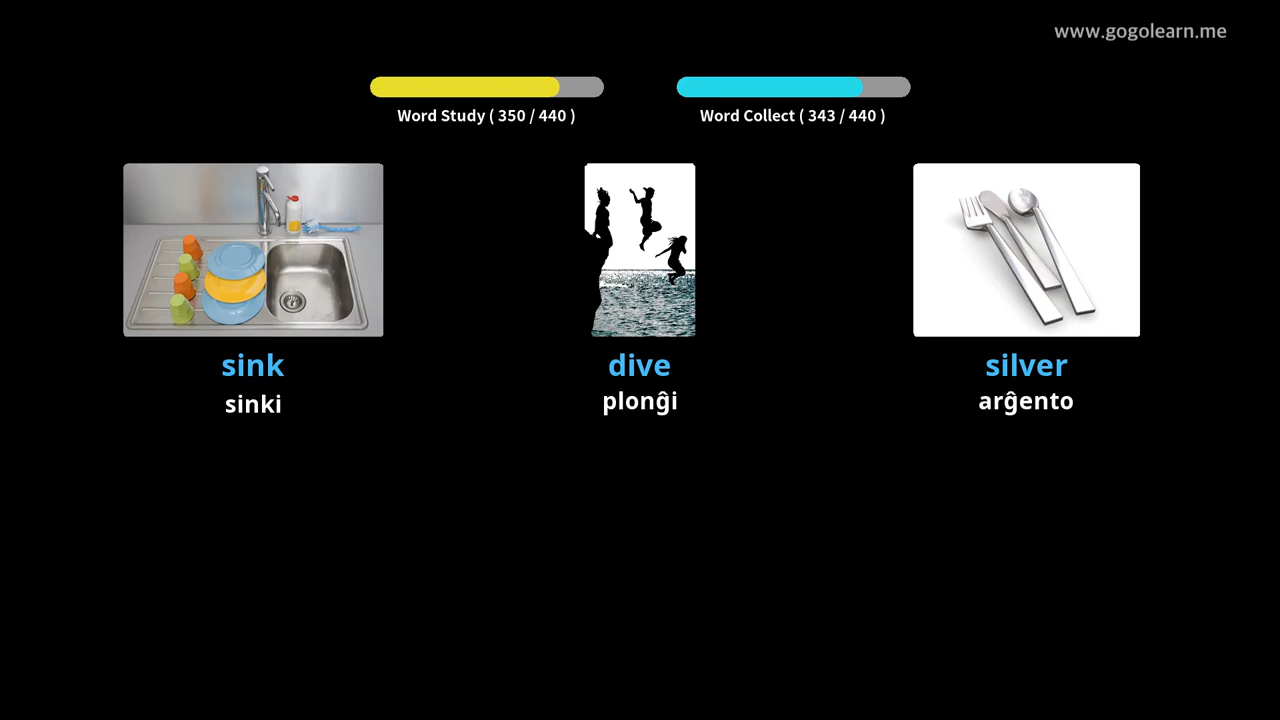 www.gogolearn.me
Word Study ( 350 / 440 )
Word Collect ( 343 / 440 )
sink
sinki
dive
plonĝi
silver
arĝento